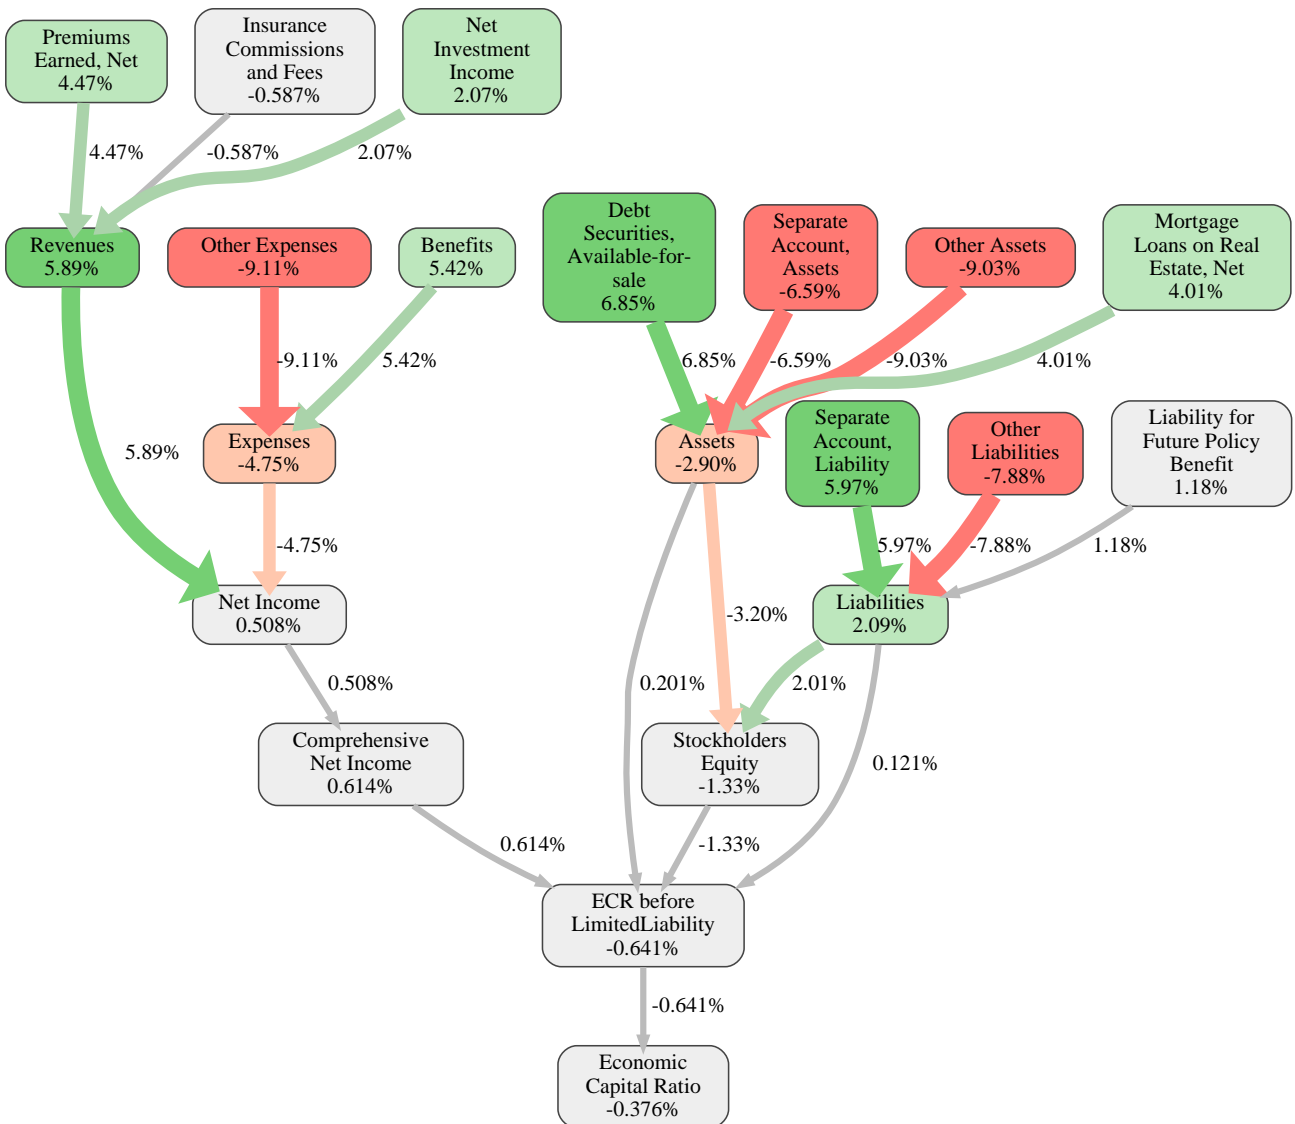 Premiums
Earned, Net
4.47%
Insurance
Commissions
and Fees
-0.587%
Net
Investment
Income
2.07%
4.47%
-0.587%
2.07%
Revenues
5.89%
Other Expenses
-9.11%
Benefits
5.42%
Debt
Securities,
Available-for-
sale
6.85%
Separate
Account,
Assets
-6.59%
Other Assets
-9.03%
Mortgage
Loans on Real
Estate, Net
4.01%
-9.11%
5.42%
6.85%
-6.59%
-9.03%
4.01%
5.89%
Expenses
-4.75%
Assets
-2.90%
Separate
Account,
Liability
5.97%
Other
Liabilities
-7.88%
Liability for
Future Policy
Benefit
1.18%
-4.75%
5.97%
-7.88%
1.18%
Net Income
0.508%
-3.20%
Liabilities
2.09%
0.508%
0.201%
2.01%
Comprehensive
Net Income
0.614%
Stockholders
Equity
-1.33%
0.121%
0.614%
-1.33%
ECR before
LimitedLiability
-0.641%
-0.641%
Economic
Capital Ratio
-0.376%